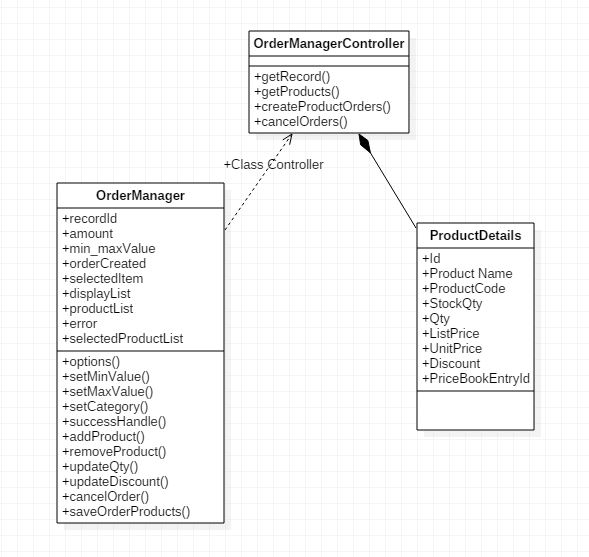 OrderManagerController
+getRecord()
+getProducts()
+createProductOrders()
+cancelOrders()
+Class Controller
OrderManager
+recordId
+amount
+min_maxValue
+orderCreated
+selectedItem
+displayList
+productList
+error
+selectedProductList
+options()
+setMinValue()
+setMaxValue()
+setCategory()
+successHandle()
+addProduct()
+removeProduct()
+updateQty()
+updateDiscount()
+cancelOrder()
+saveOrderProducts()
ProductDetails
+Id
+Product Name
+ProductCode
+StockQty
+Qty
+ListPrice
+UnitPrice
+Discount
+PriceBookEntryId